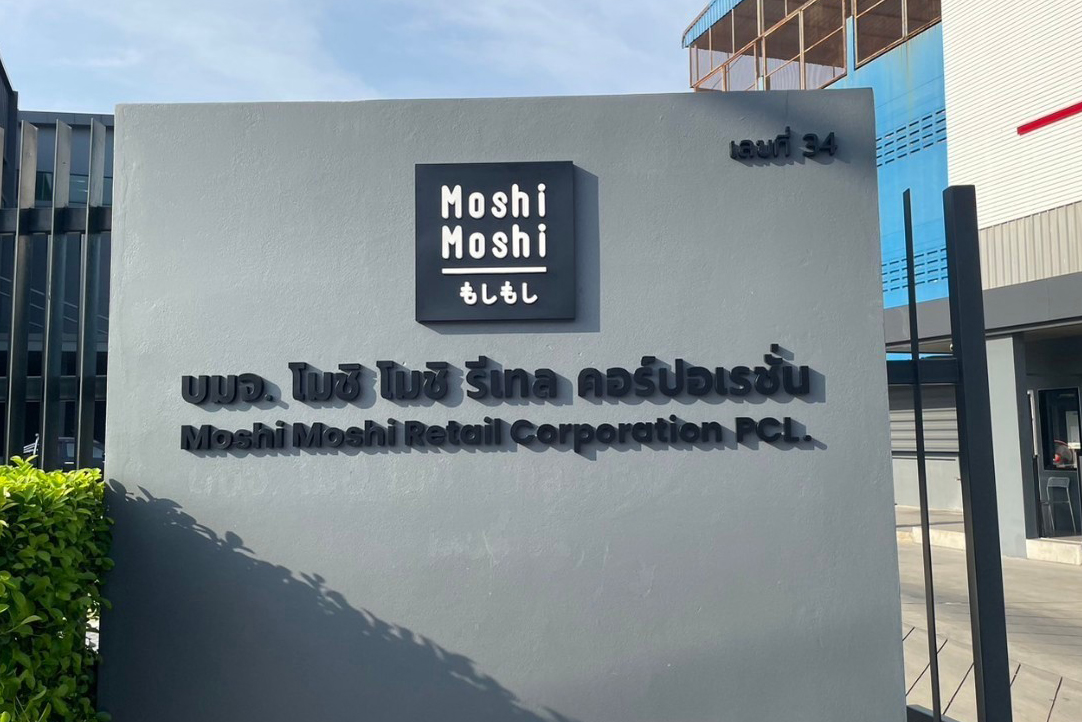 เลขที่ 34
Moshi
Moshi
もしもし
บมจ. โมชิ โมชิ รีเทล คอร์ปอเรชั่น
Moshi Moshi Retail Corporation PCL.